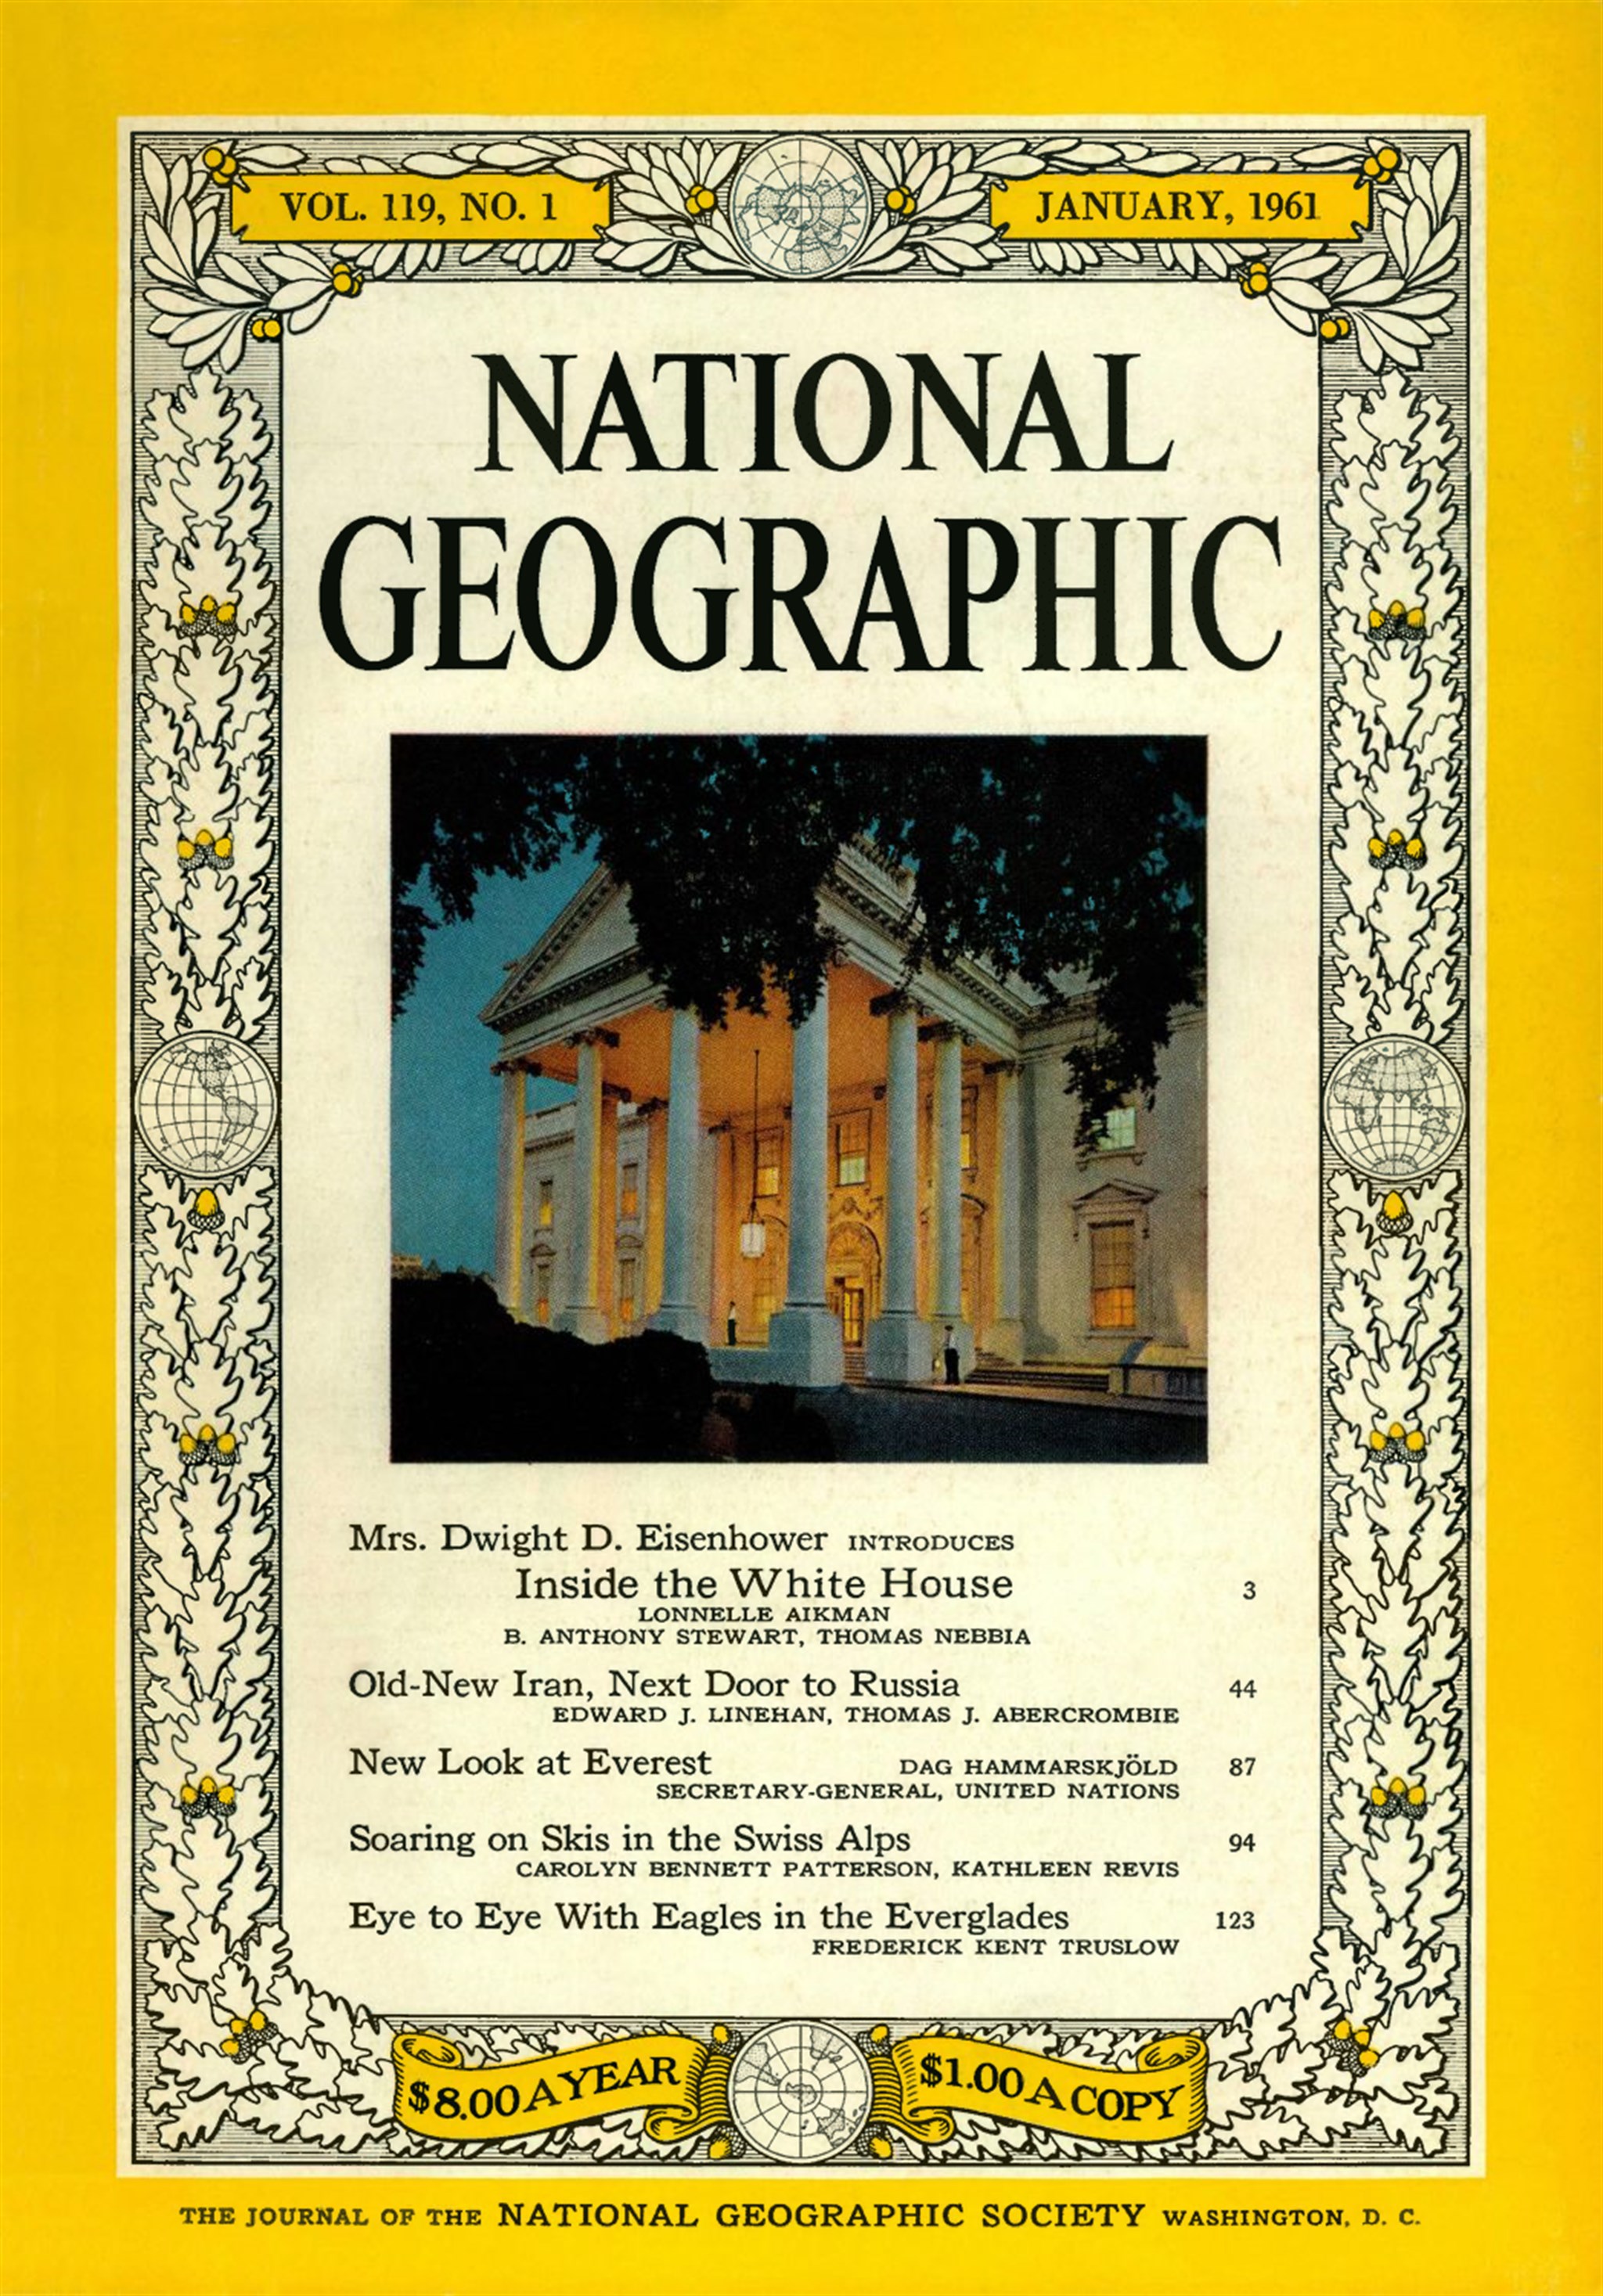 VOL. 119, NO. 1
JANUARY, 1961
NATIONAL
GEOGRAPHIC
Mrs. Dwight D. Eisenhower INTRODUCES
Inside the White House 3
LONNELLE AIKMAN
B. ANTHONY STEWART, THOMAS NEBBIA
Old-New Iran, Next Door to Russia 44
EDWARD J. LINEHAN, THOMAS J. ABERCROMBIE
New Look at Everest DAG HAMMARSKJÖLD 87
SECRETARY-GENERAL, UNITED NATIONS
Soaring on Skis in the Swiss Alps 94
CAROLYN BENNETT PATTERSON, KATHLEEN REVIS
Eye to Eye With Eagles in the Everglades 123
FREDERICK KENT TRUSLOW
$8.00 A YEAR
$1.00 A COPY
THE JOURNAL OF THE NATIONAL GEOGRAPHIC SOCIETY WASHINGTON, D. C.